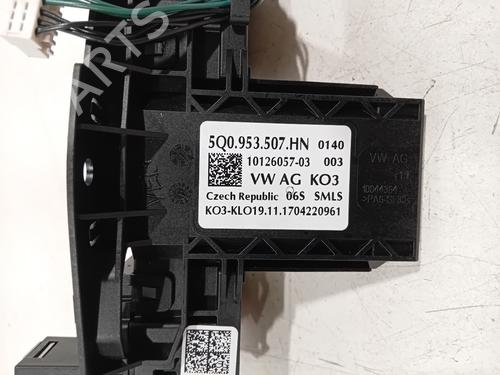 5Q0.953.507.HN 0140
10126057-03 003
VW AG KO3
Czech Republic 06S SMLS
KO3-KLO19.11.1704220961
VW AG